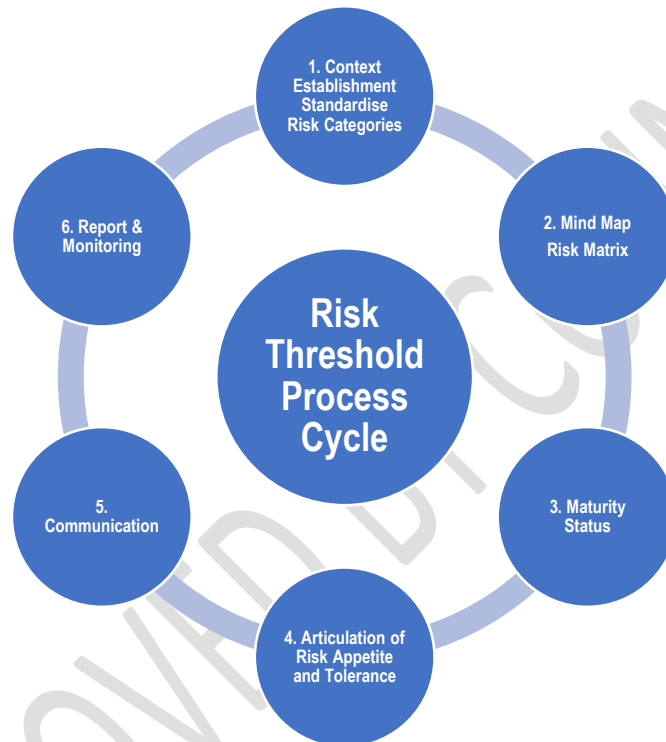 1. Context
Establishment
Standardise
Risk Categories
2. Mind Map
Risk Matrix
3. Maturity
Status
4. Articulation of
Risk Appetite
and Tolerance
5.
Communication
6. Report &
Monitoring
Risk
Threshold
Process
Cycle